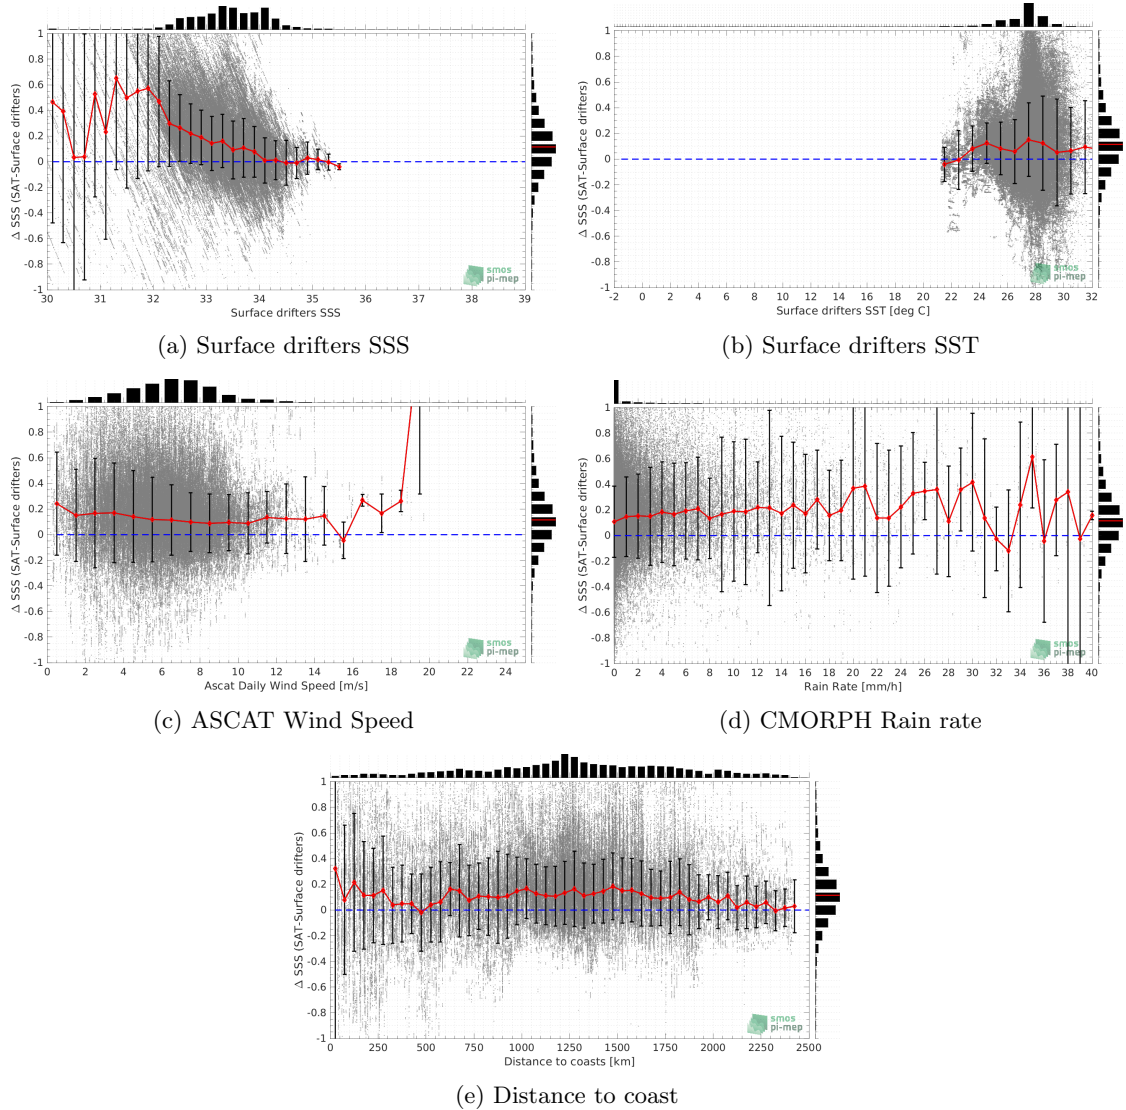 1
0.8
0.6
0.4
0.2
0
-0.2
-0.4
-0.6
-0.8
-1
Δ SSS (SAT-Surface drifters)
30 31 32 33 34 35 36 37 38 39
Surface drifters SSS
smos
pi-mep
(a) Surface drifters SSS
1
0.8
0.6
0.4
0.2
0
-0.2
-0.4
-0.6
-0.8
-1
Δ SSS (SAT-Surface drifters)
-2 0 2 4 6 8 10 12 14 16 18 20 22 24 26 28 30 32
Surface drifters SST [deg C]
smos
pi-mep
(b) Surface drifters SST
1
0.8
0.6
0.4
0.2
0
-0.2
-0.4
-0.6
-0.8
-1
Δ SSS (SAT-Surface drifters)
0 2 4 6 8 10 12 14 16 18 20 22 24
Ascat Daily Wind Speed [m/s]
smos
pi-mep
(c) ASCAT Wind Speed
1
0.8
0.6
0.4
0.2
0
-0.2
-0.4
-0.6
-0.8
-1
Δ SSS (SAT-Surface drifters)
0 2 4 6 8 10 12 14 16 18 20 22 24 26 28 30 32 34 36 38 40
Rain Rate [mm/h]
smos
pi-mep
(d) CMORPH Rain rate
1
0.8
0.6
0.4
0.2
0
-0.2
-0.4
-0.6
-0.8
-1
Δ SSS (SAT-Surface drifters)
0 250 500 750 1000 1250 1500 1750 2000 2250 2500
Distance to coasts [km]
smos
pi-mep
(e) Distance to coast